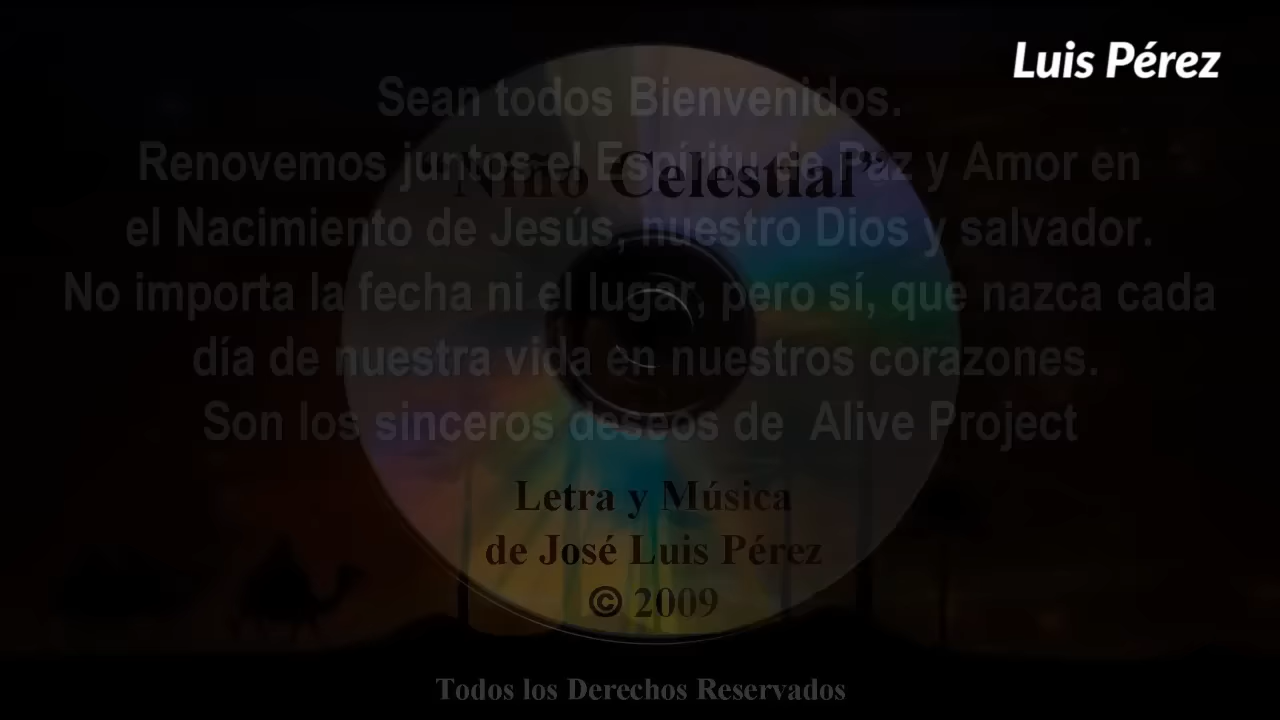 Luis Pérez
Sean todos Bienvenidos.
Renovemos juntos el Espíritu de Paz y Amor en
el Nacimiento de Jesús, nuestro Dios y salvador.
No importa la fecha ni el lugar, pero sí, que nazca cada
día de nuestra vida en nuestros corazones.
Son los sinceros deseos de Alive Project
“Niño Celestial”
Letra y Música
de José Luis Pérez
© 2009
Todos los Derechos Reservados